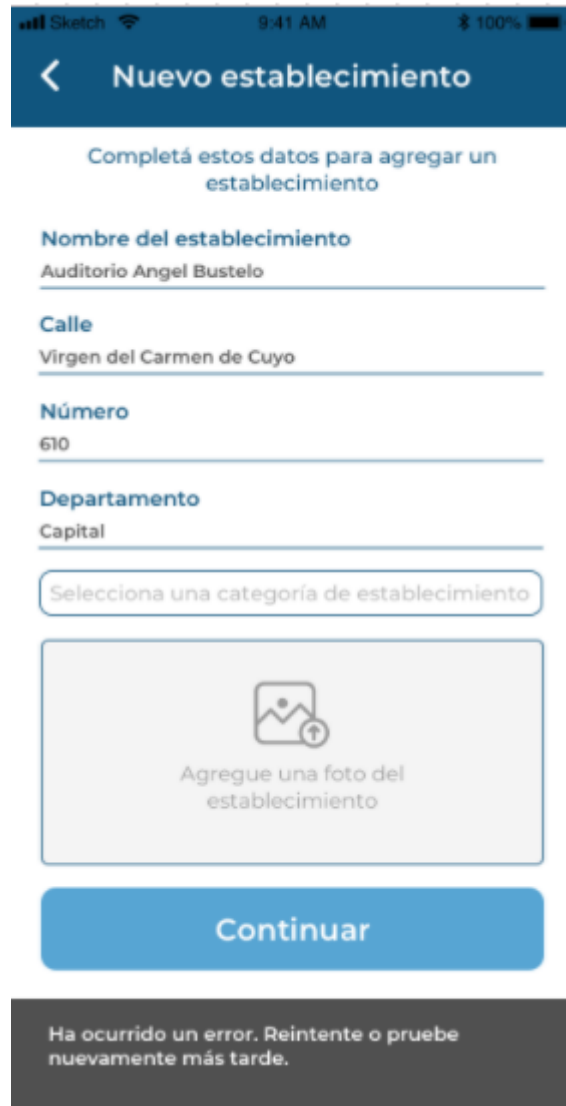 Sketch 9:41 AM 100%
Nuevo establecimiento
Completá estos datos para agregar un
establecimiento
Nombre del establecimiento
Auditorio Angel Bustelo
Calle
Virgen del Carmen de Cuyo
Número
610
Departamento
Capital
Selecciona una categoría de establecimiento
Agregue una foto del
establecimiento
Continuar
Ha ocurrido un error. Reintente o pruebe
nuevamente más tarde.